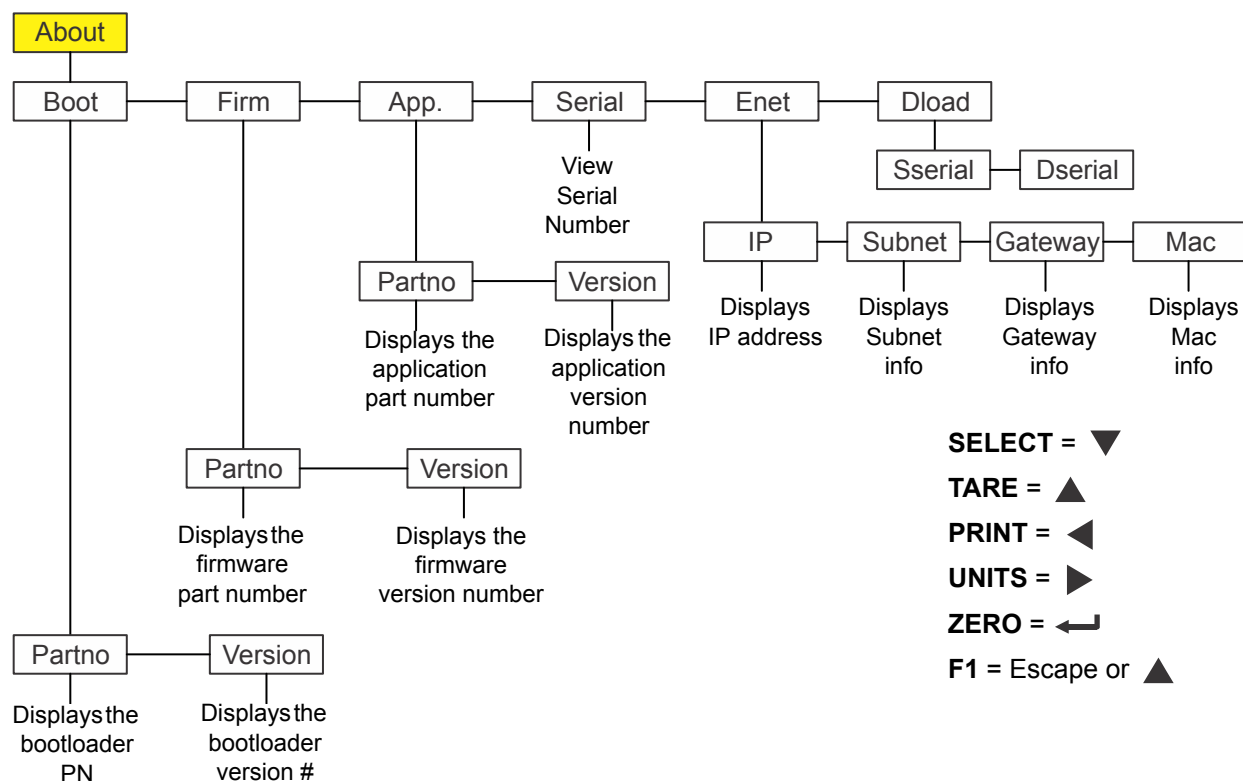 About
Boot
Firm
App.
Serial
Enet
Dload
View
Serial
Number
Sserial
Dserial
IP
Subnet
Gateway
Mac
Displays
IP address
Displays
Subnet
info
Displays
Gateway
info
Displays
Mac
info
Partno
Version
Displays the
application
part number
Displays the
application
version
number
Partno
Version
Displays the
firmware
part number
Displays the
firmware
version number
Partno
Version
Displays the
bootloader
PN
Displays the
bootloader
version #
SELECT = ▼
TARE = ▲
PRINT = ◀
UNITS = ▶
ZERO = ↵
F1 = Escape or ▲